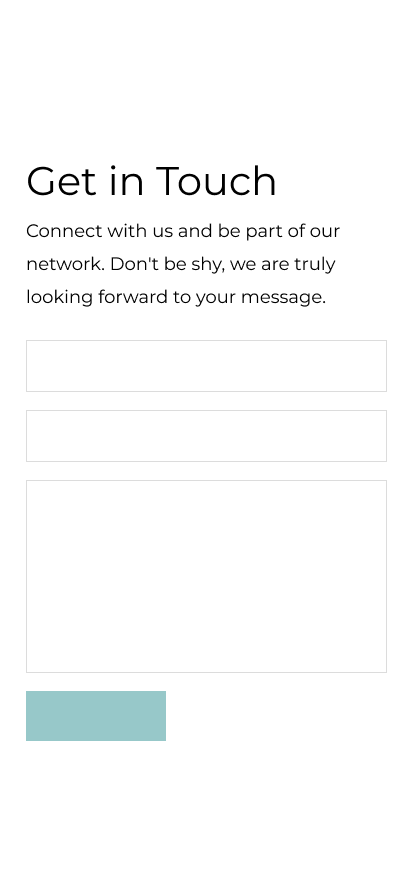 Get in Touch
Connect with us and be part of our
network. Don't be shy, we are truly
looking forward to your message.